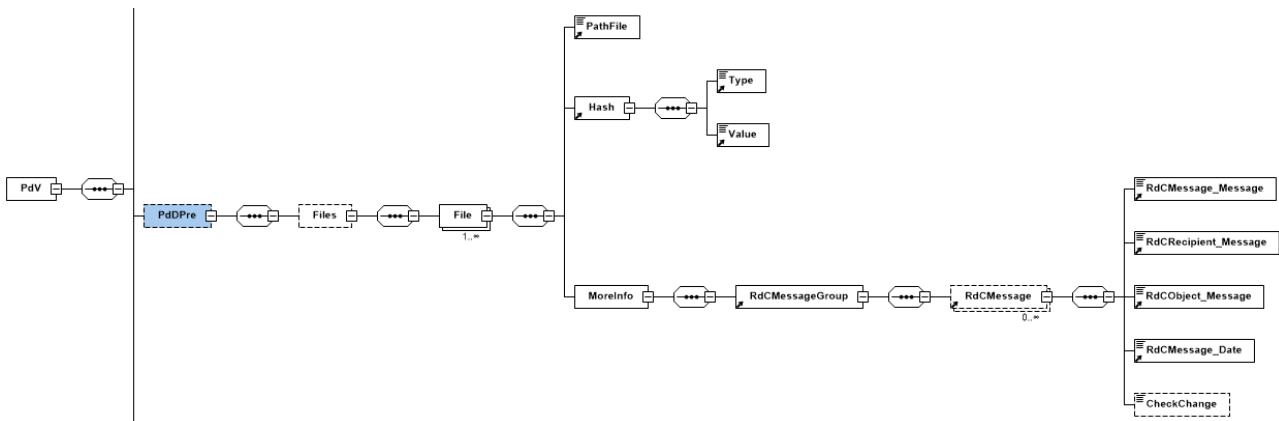 PathFile
Type
Hash
Value
PdV
RdCMessage_Message
PdDPre
Files
File
1..∞
RdCRecipient_Message
MoreInfo
RdCMessageGroup
RdCMessage
0..∞
RdCObject_Message
RdCMessage_Date
CheckChange